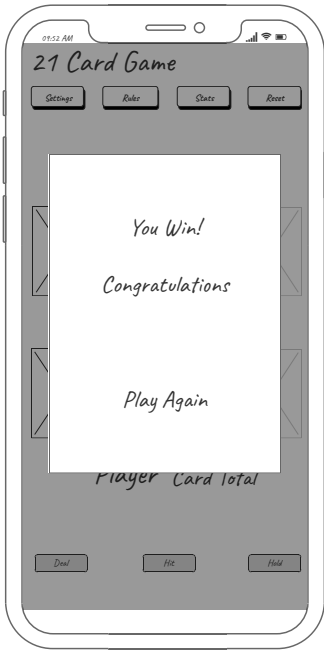 09:52 AM
21 Card Game
Settings Rules Stats Reset
You Win!
Congratulations
Play Again
Player Card Total
Deal Hit Hold